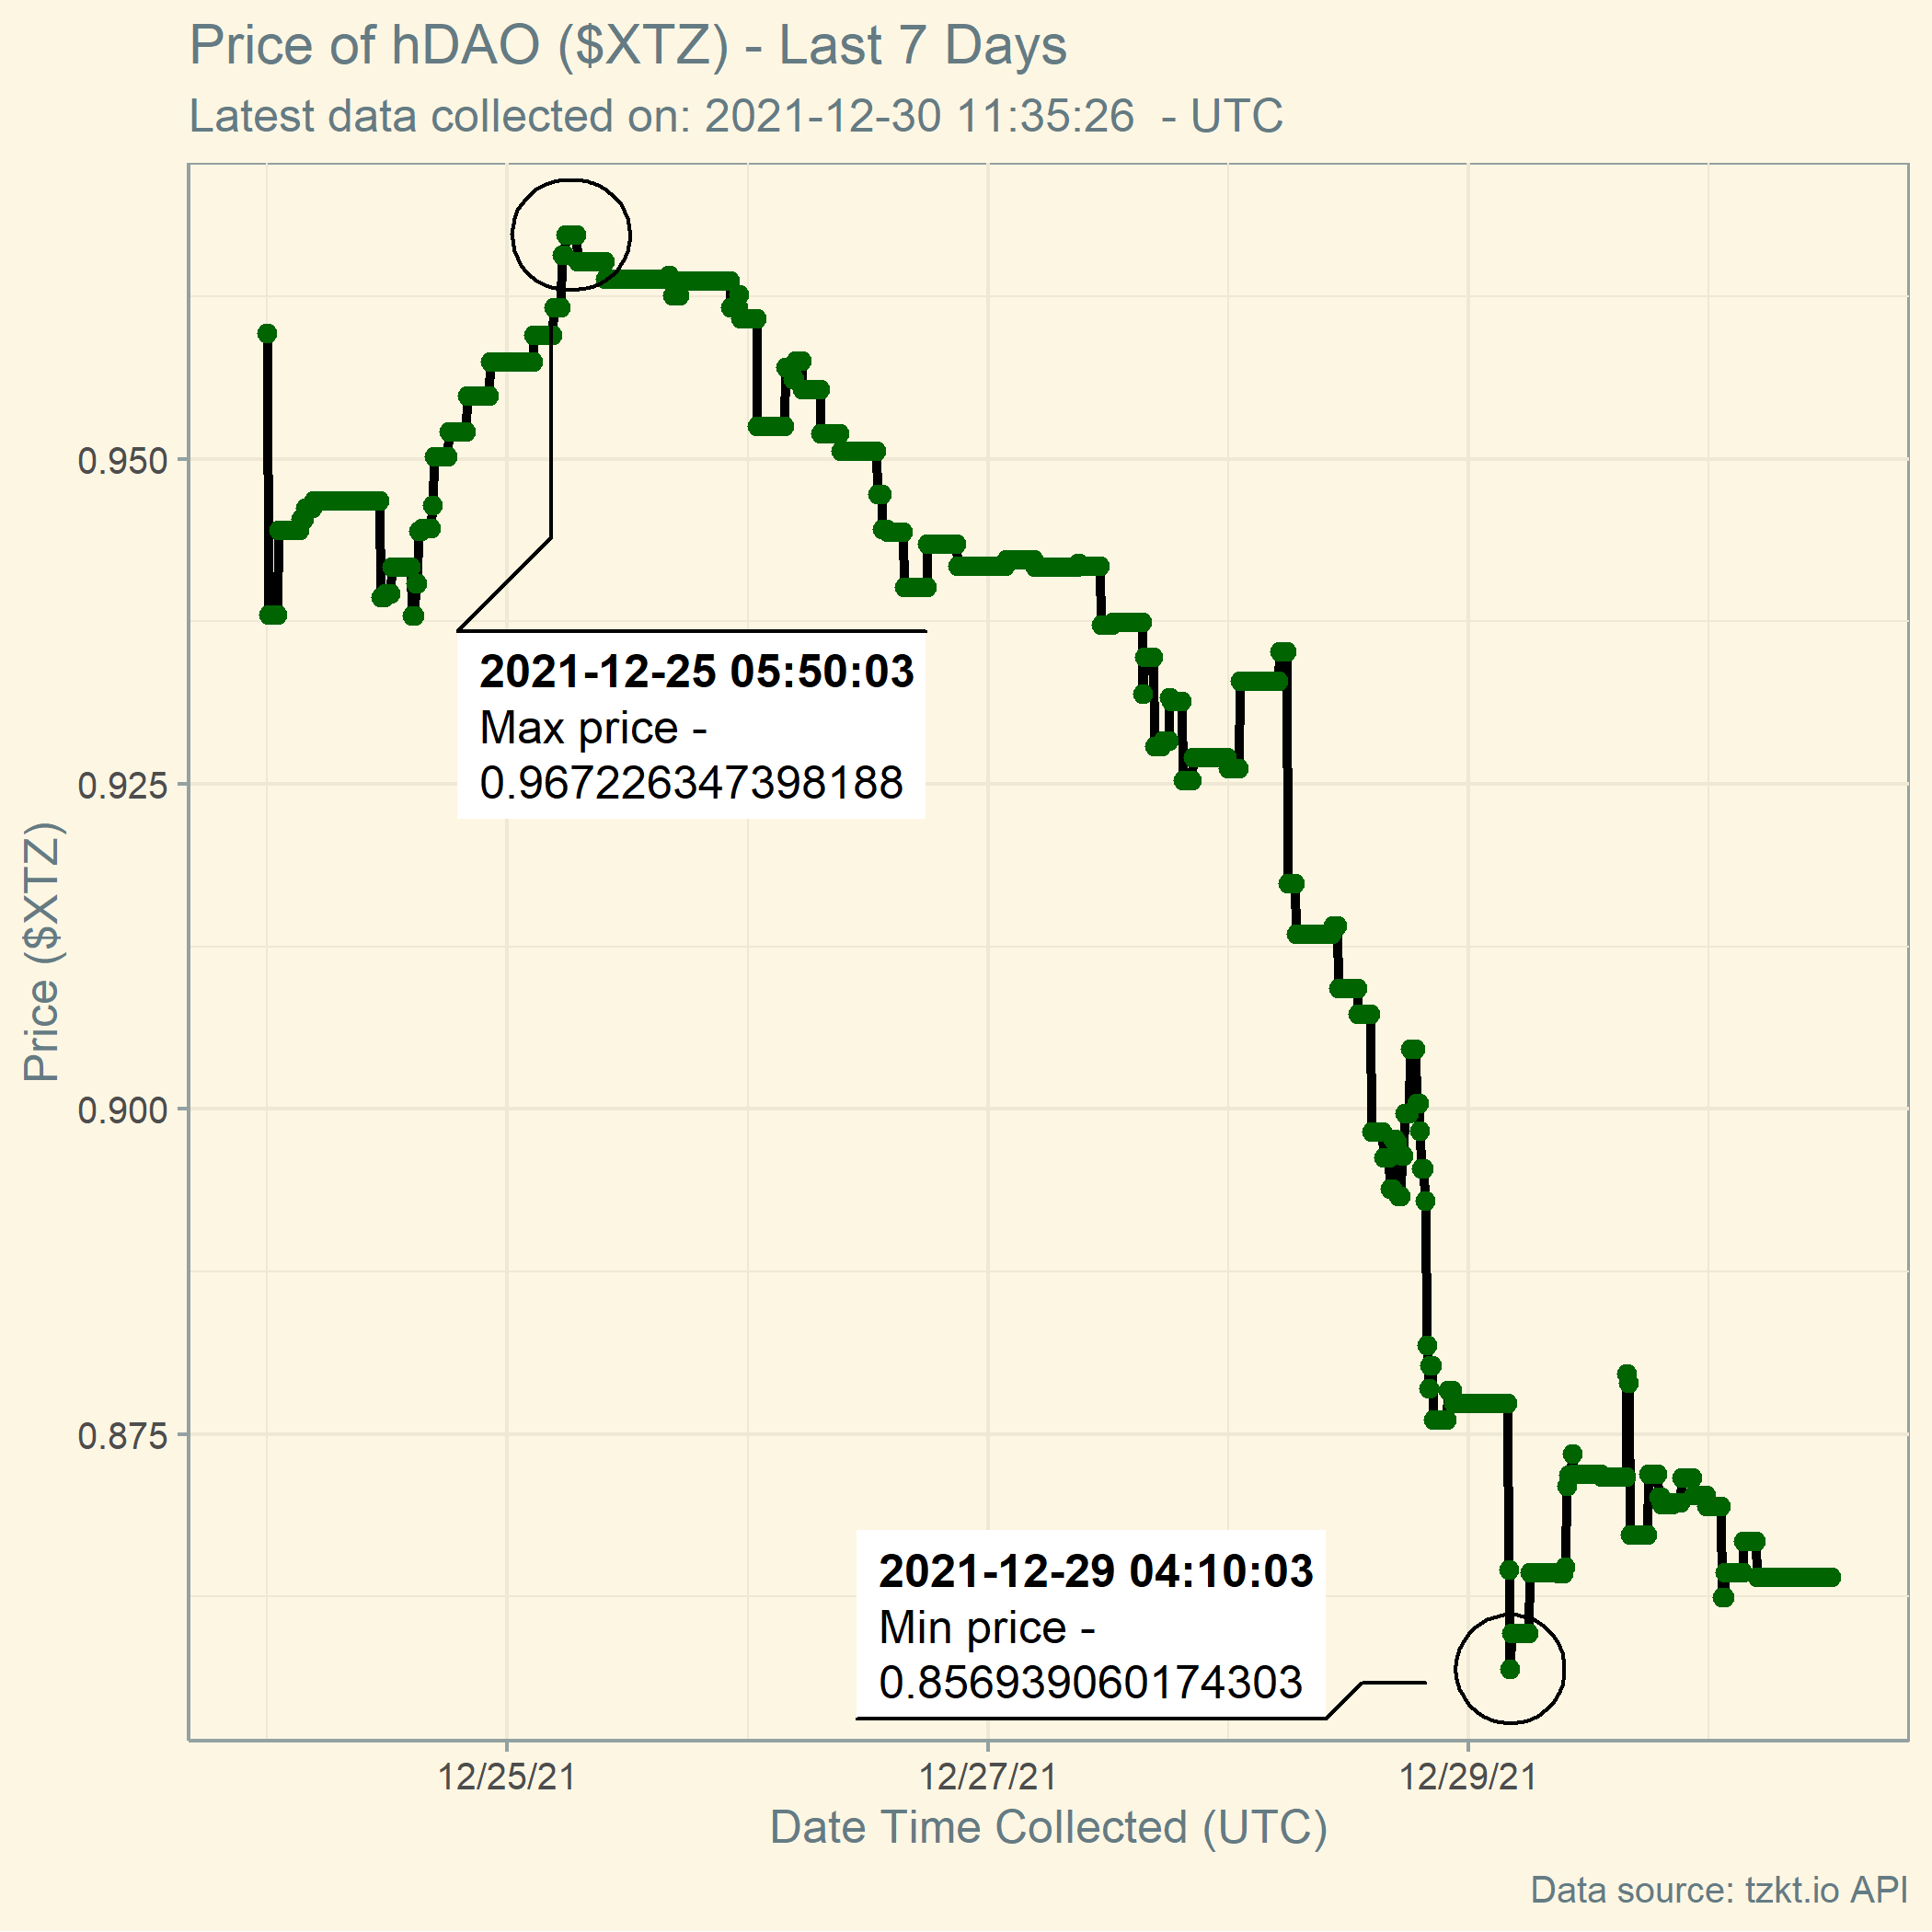 Price of hDAO ($XTZ) - Last 7 Days
Latest data collected on: 2021-12-30 11:35:26  - UTC
Price ($XTZ)
0.950
0.925
0.900
0.875
2021-12-25 05:50:03
Max price -
0.967226347398188
2021-12-29 04:10:03
Min price -
0.856939060174303
12/25/21
12/27/21
12/29/21
Date Time Collected (UTC)
Data source: tzkt.io API